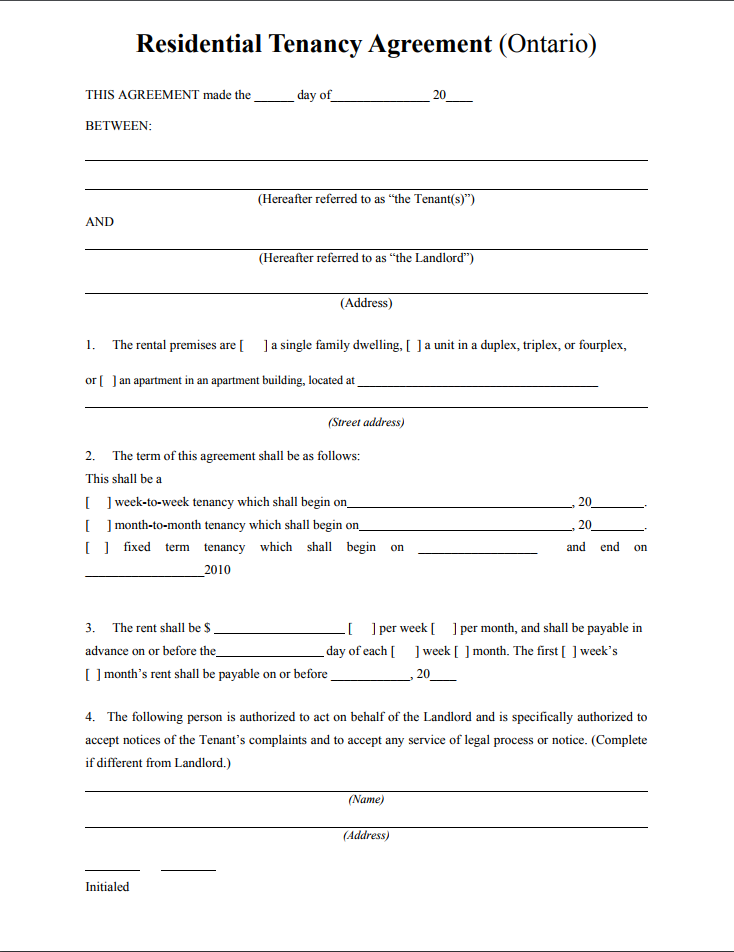 Residential Tenancy Agreement (Ontario)
THIS AGREEMENT made the ______ day of_______________ 20____
BETWEEN:
(Hereafter referred to as “the Tenant(s)”)
AND
(Hereafter referred to as “the Landlord”)
(Address)
1. The rental premises are [ ] a single family dwelling, [ ] a unit in a duplex, triplex, or fourplex,
or [ ] an apartment in an apartment building, located at ____________________________________
(Street address)
2. The term of this agreement shall be as follows:
This shall be a
[ ] week-to-week tenancy which shall begin on__________________________________, 20________.
[ ] month-to-month tenancy which shall begin on________________________________, 20________.
[ ] fixed term tenancy which shall begin on __________________ and end on
__________________2010
3. The rent shall be $ ____________________ [ ] per week [ ] per month, and shall be payable in
advance on or before the________________ day of each [ ] week [ ] month. The first [ ] week’s
[ ] month’s rent shall be payable on or before ____________, 20____
4. The following person is authorized to act on behalf of the Landlord and is specifically authorized to
accept notices of the Tenant’s complaints and to accept any service of legal process or notice. (Complete
if different from Landlord.)
(Name)
(Address)
Initialed